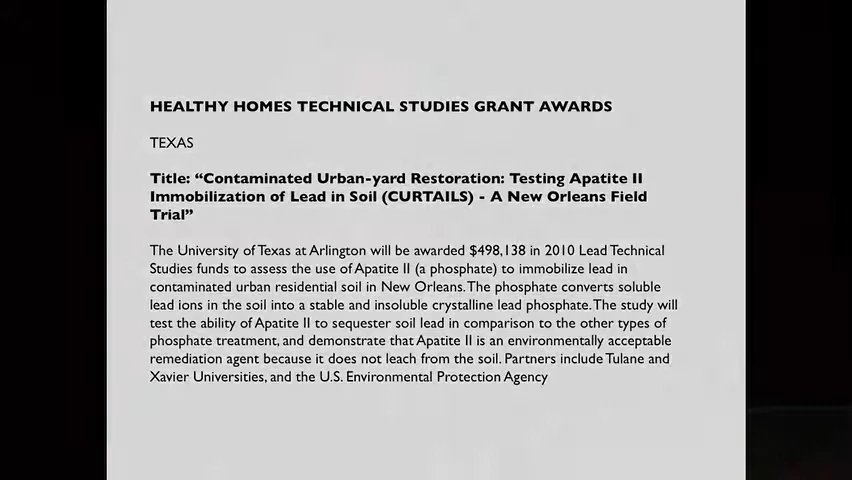 HEALTHY HOMES TECHNICAL STUDIES GRANT AWARDS
TEXAS
Title: “Contaminated Urban-yard Restoration: Testing Apatite II
Immobilization of Lead in Soil (CURTAILS) - A New Orleans Field
Trial”
The University of Texas at Arlington will be awarded $498,138 in 2010 Lead Technical
Studies funds to assess the use of Apatite II (a phosphate) to immobilize lead in
contaminated urban residential soil in New Orleans. The phosphate converts soluble
lead ions in the soil into a stable and insoluble crystalline lead phosphate. The study will
test the ability of Apatite II to sequester soil lead in comparison to the other types of
phosphate treatment, and demonstrate that Apatite II is an environmentally acceptable
remediation agent because it does not leach from the soil. Partners include Tulane and
Xavier Universities, and the U.S. Environmental Protection Agency